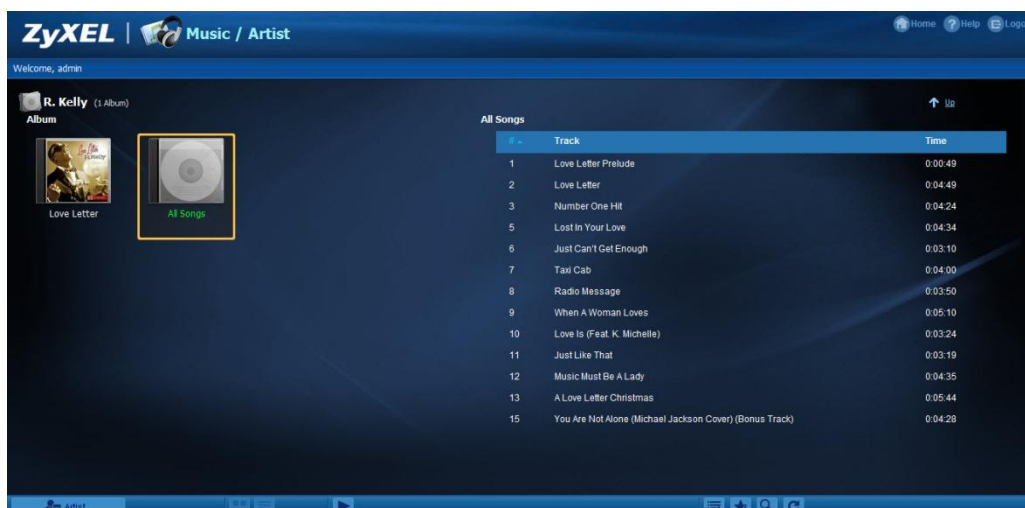 ZyXEL | Music / Artist
Home Help Logo
Welcome, admin
R. Kelly (1 Album)
Up
Album
All Songs
Love Letter
All Songs
# Track Time
1 Love Letter Prelude 0:00:49
2 Love Letter 0:04:49
3 Number One Hit 0:04:24
5 Lost In Your Love 0:04:34
6 Just Can't Get Enough 0:03:10
7 Taxi Cab 0:04:00
8 Radio Message 0:03:50
9 When A Woman Loves 0:05:10
10 Love Is (Feat. K. Michelle) 0:03:24
11 Just Like That 0:03:19
12 Music Must Be A Lady 0:04:35
13 A Love Letter Christmas 0:05:44
15 You Are Not Alone (Michael Jackson Cover) (Bonus Track) 0:04:28
Artist